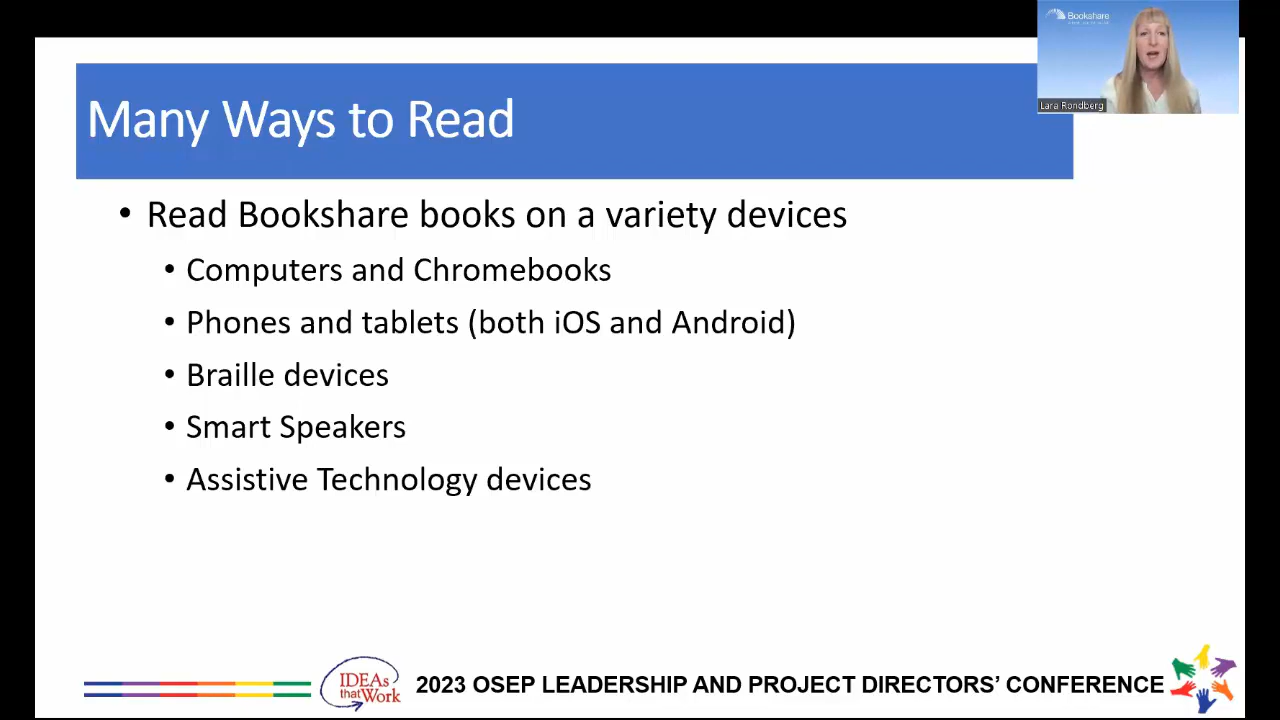 Bookshare
Lara Rondberg
Many Ways to Read
• Read Bookshare books on a variety devices
• Computers and Chromebooks
• Phones and tablets (both iOS and Android)
• Braille devices
• Smart Speakers
• Assistive Technology devices
IDEAs
that Work
2023 OSEP LEADERSHIP AND PROJECT DIRECTORS’ CONFERENCE